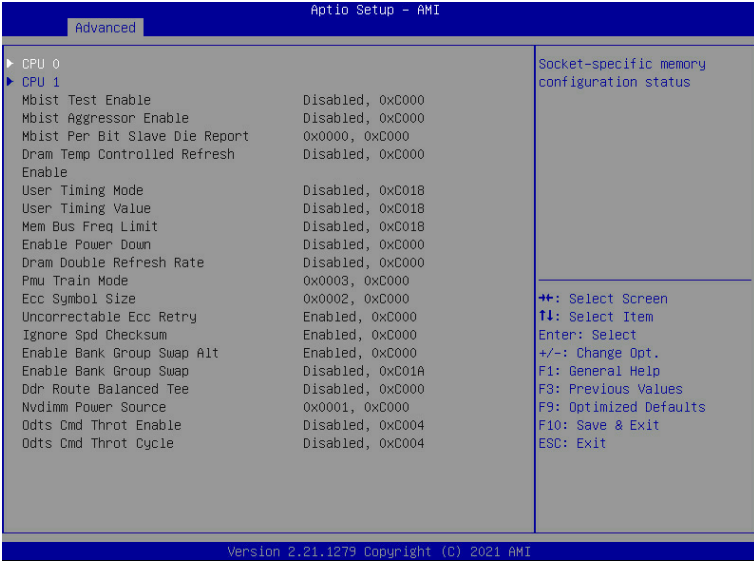 Aptio Setup – AMI
Advanced
CPU 0
CPU 1
Mbist Test Enable Disabled, 0xC000
Mbist Aggressor Enable Disabled, 0xC000
Mbist Per Bit Slave Die Report 0x0000, 0xC000
Dram Temp Controlled Refresh Disabled, 0xC000
Enable
User Timing Mode Disabled, 0xC018
User Timing Value Disabled, 0xC018
Mem Bus Freq Limit Disabled, 0xC018
Enable Power Down Disabled, 0xC000
Dram Double Refresh Rate Disabled, 0xC000
Pmu Train Mode 0x0003, 0xC000
Ecc Symbol Size 0x0002, 0xC000
Uncorrectable Ecc Retry Enabled, 0xC000
Ignore Spd Checksum Enabled, 0xC000
Enable Bank Group Swap Alt Enabled, 0xC000
Enable Bank Group Swap Disabled, 0xC01A
Ddr Route Balanced Tee Disabled, 0xC000
Nvdimm Power Source 0x0001, 0xC000
Odts Cmd Throt Enable Disabled, 0xC004
Odts Cmd Throt Cycle Disabled, 0xC004
Socket-specific memory
configuration status
→←: Select Screen
↑↓: Select Item
Enter: Select
+/-: Change Opt.
F1: General Help
F3: Previous Values
F9: Optimized Defaults
F10: Save & Exit
ESC: Exit
Version 2.21.1279 Copyright (C) 2021 AMI